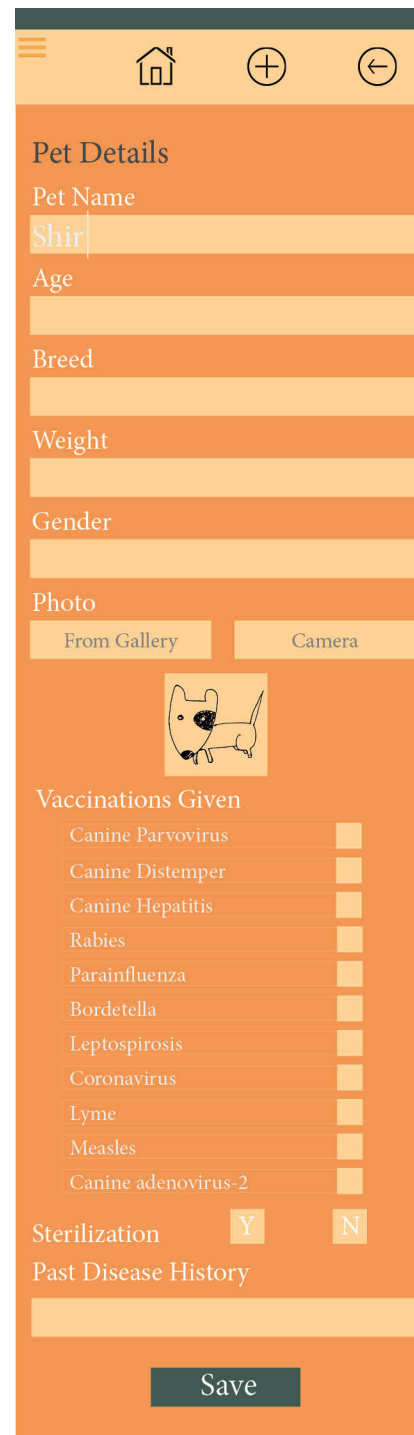 Pet Details
Pet Name
Shir
Age
Breed
Weight
Gender
Photo
From Gallery Camera
Vaccinations Given
Canine Parvovirus
Canine Distemper
Canine Hepatitis
Rabies
Parainfluenza
Bordetella
Leptospirosis
Coronavirus
Lyme
Measles
Canine adenovirus-2
Sterilization Y N
Past Disease History
Save